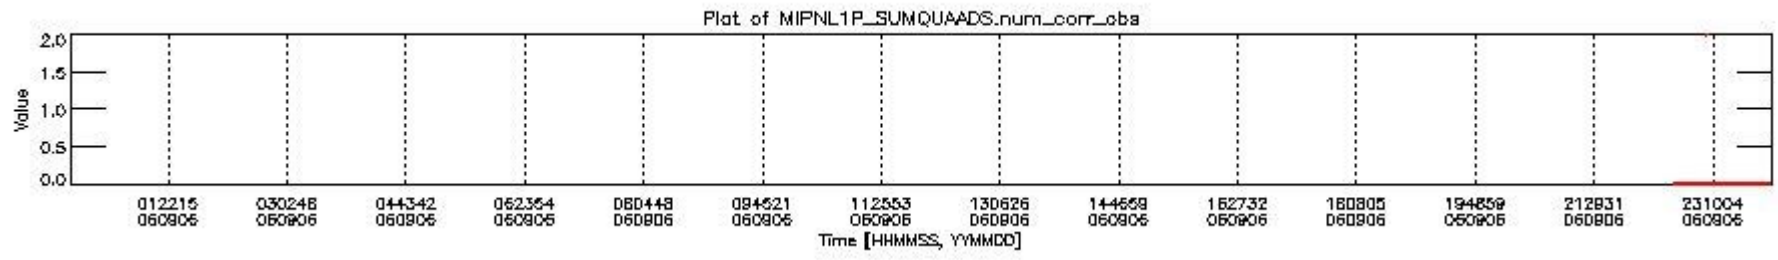 Plot of MIPNL1P_SUMQUAADS.num_corr_obs
2.0
1.5
1.0
0.5
0.0
Value
012215 030248 044342 062354 080448 094521 112553 130626 144659 162732 180805 194859 212931 231004
060906 060906 060906 060906 060906 060906 060906 060906 060906 060906 060906 060906 060906 060906
Time [HHMMSS, YYMMDD]